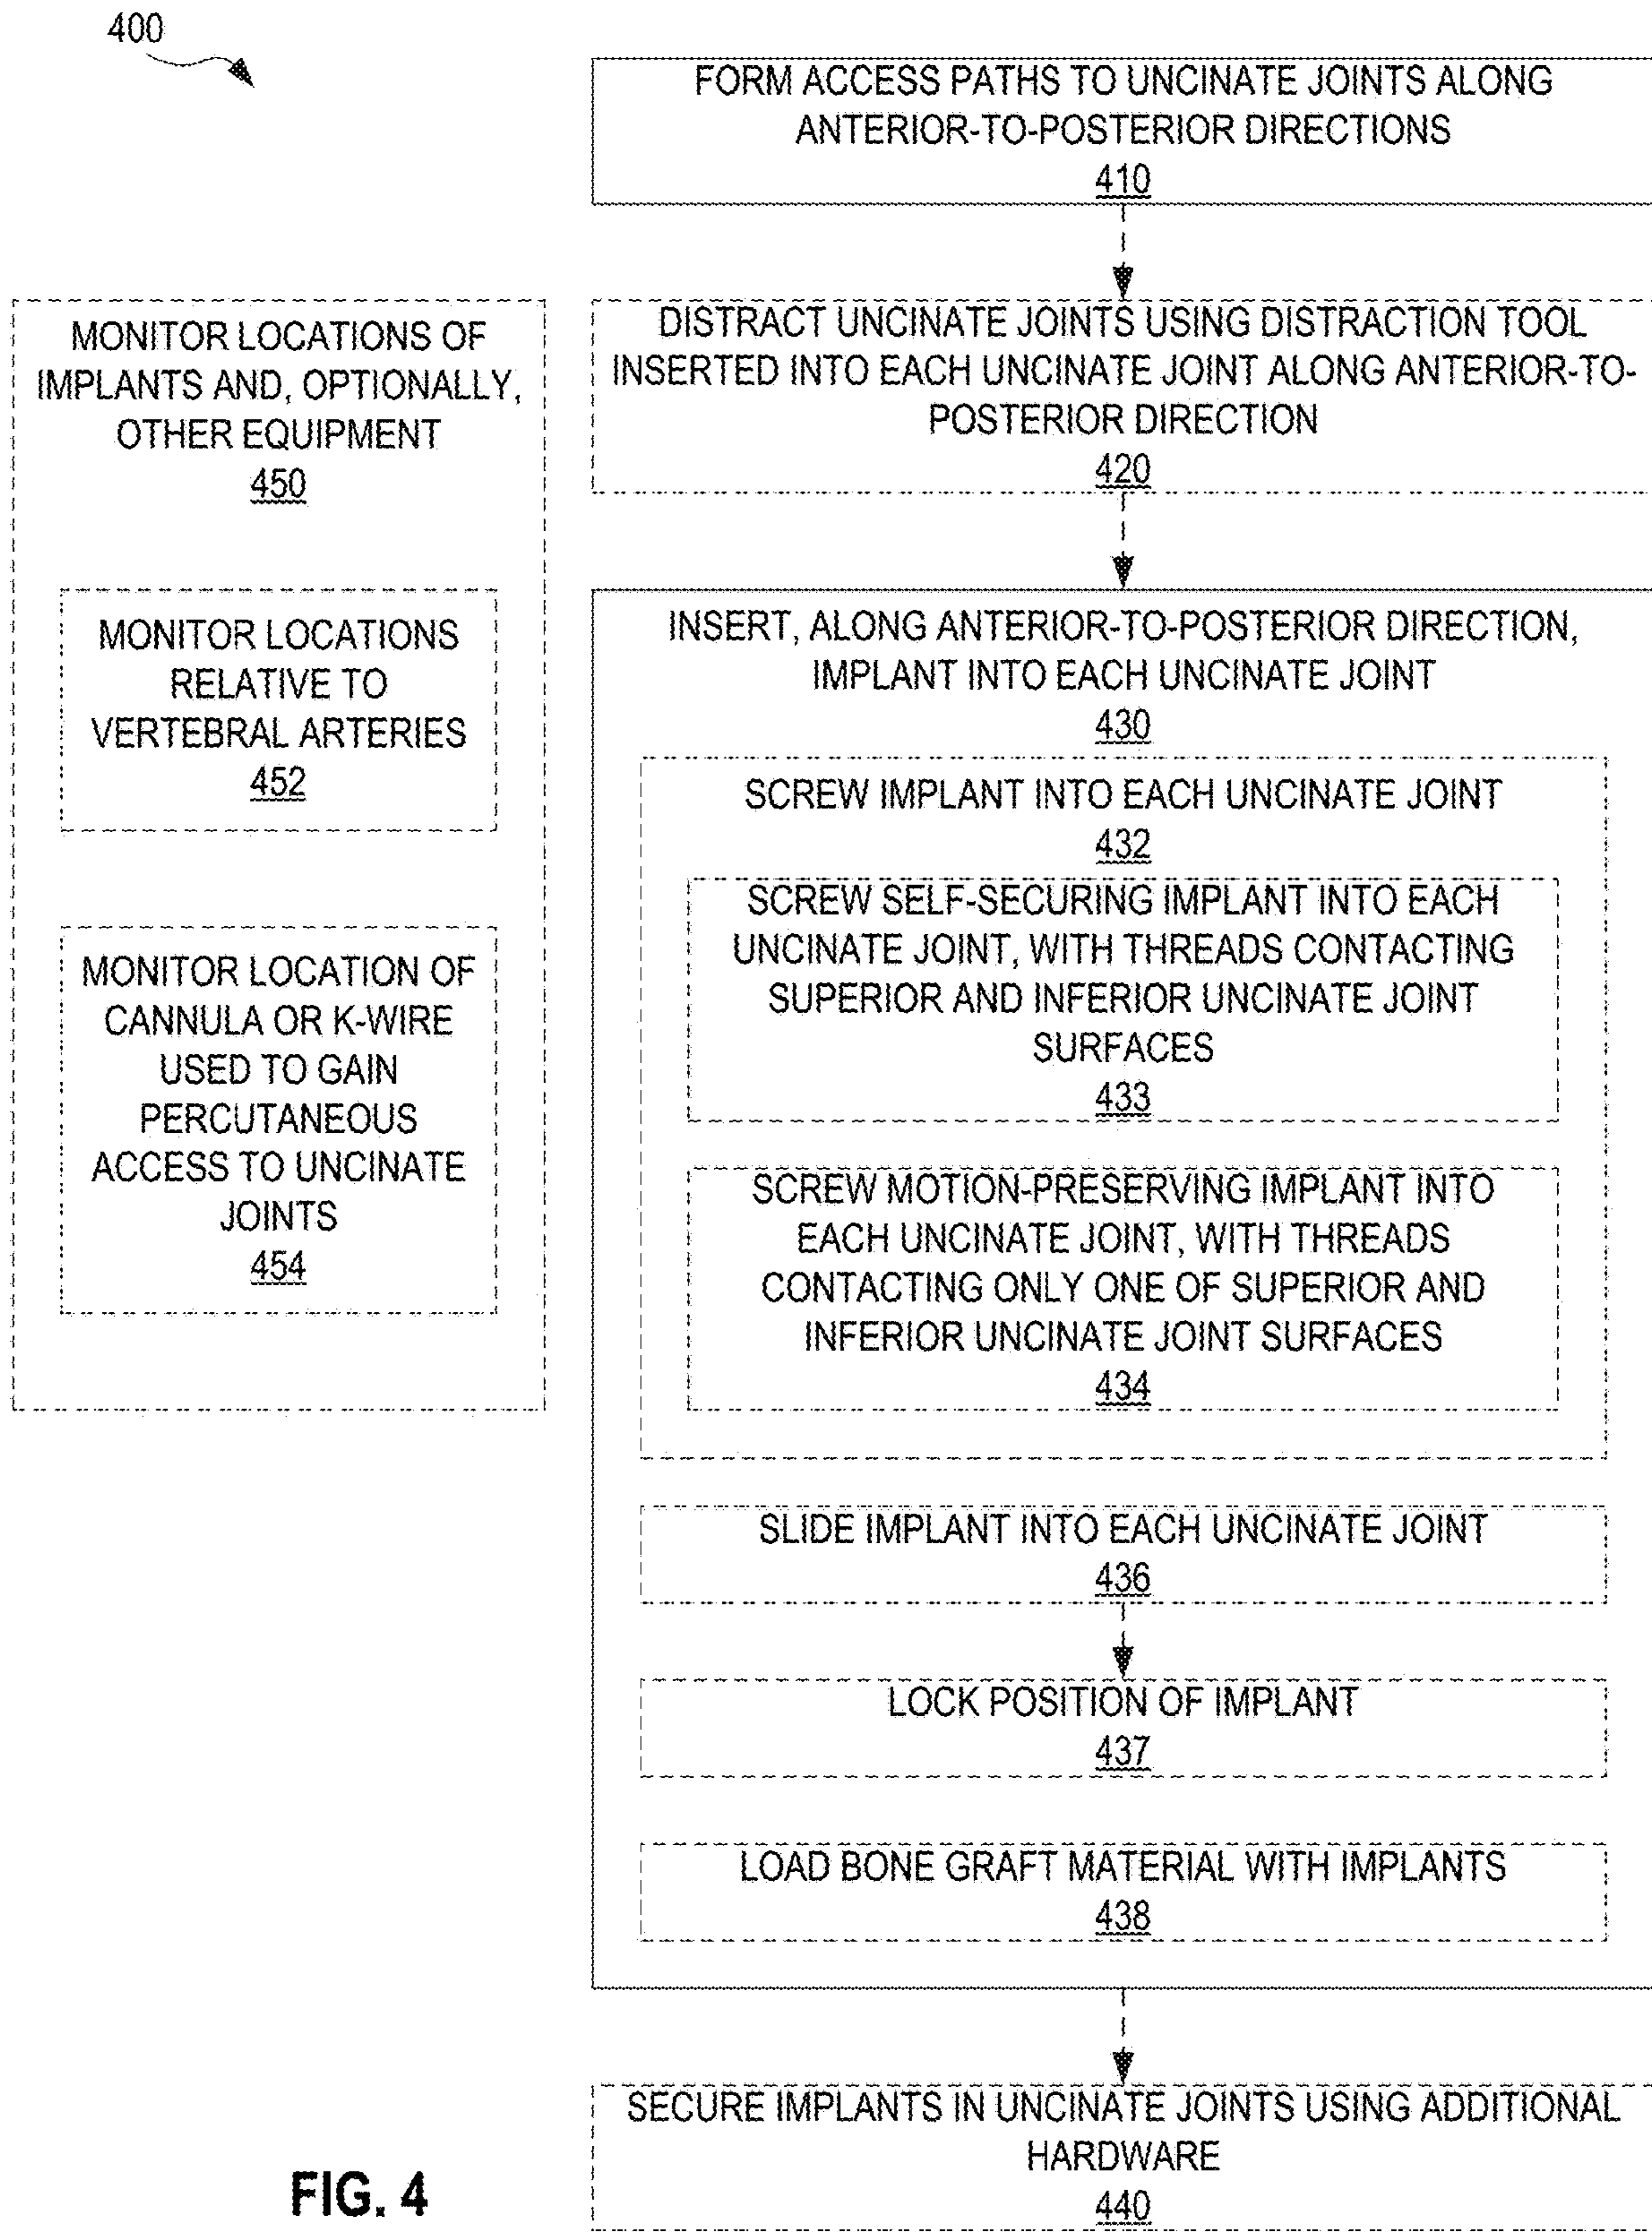 400
FORM ACCESS PATHS TO UNCINATE JOINTS ALONG
ANTERIOR-TO-POSTERIOR DIRECTIONS
410
DISTRACT UNCINATE JOINTS USING DISTRACTION TOOL
INSERTED INTO EACH UNCINATE JOINT ALONG ANTERIOR-TO-
POSTERIOR DIRECTION
420
MONITOR LOCATIONS OF
IMPLANTS AND, OPTIONALLY,
OTHER EQUIPMENT
450
MONITOR LOCATIONS
RELATIVE TO
VERTEBRAL ARTERIES
452
MONITOR LOCATION OF
CANNULA OR K-WIRE
USED TO GAIN
PERCUTANEOUS
ACCESS TO UNCINATE
JOINTS
454
INSERT, ALONG ANTERIOR-TO-POSTERIOR DIRECTION,
IMPLANT INTO EACH UNCINATE JOINT
430
SCREW IMPLANT INTO EACH UNCINATE JOINT
432
SCREW SELF-SECURING IMPLANT INTO EACH
UNCINATE JOINT, WITH THREADS CONTACTING
SUPERIOR AND INFERIOR UNCINATE JOINT
SURFACES
433
SCREW MOTION-PRESERVING IMPLANT INTO
EACH UNCINATE JOINT, WITH THREADS
CONTACTING ONLY ONE OF SUPERIOR AND
INFERIOR UNCINATE JOINT SURFACES
434
SLIDE IMPLANT INTO EACH UNCINATE JOINT
436
LOCK POSITION OF IMPLANT
437
LOAD BONE GRAFT MATERIAL WITH IMPLANTS
438
SECURE IMPLANTS IN UNCINATE JOINTS USING ADDITIONAL
HARDWARE
440
FIG. 4